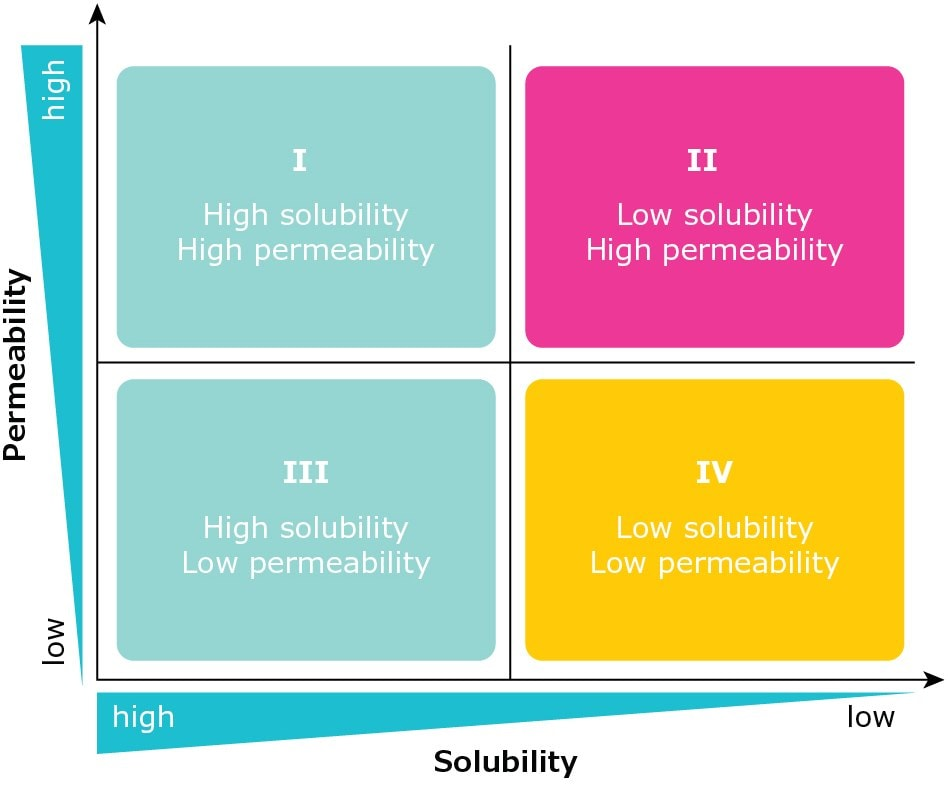 high
Permeability
low
I
High solubility
High permeability
II
Low solubility
High permeability
III
High solubility
Low permeability
IV
Low solubility
Low permeability
high
low
Solubility